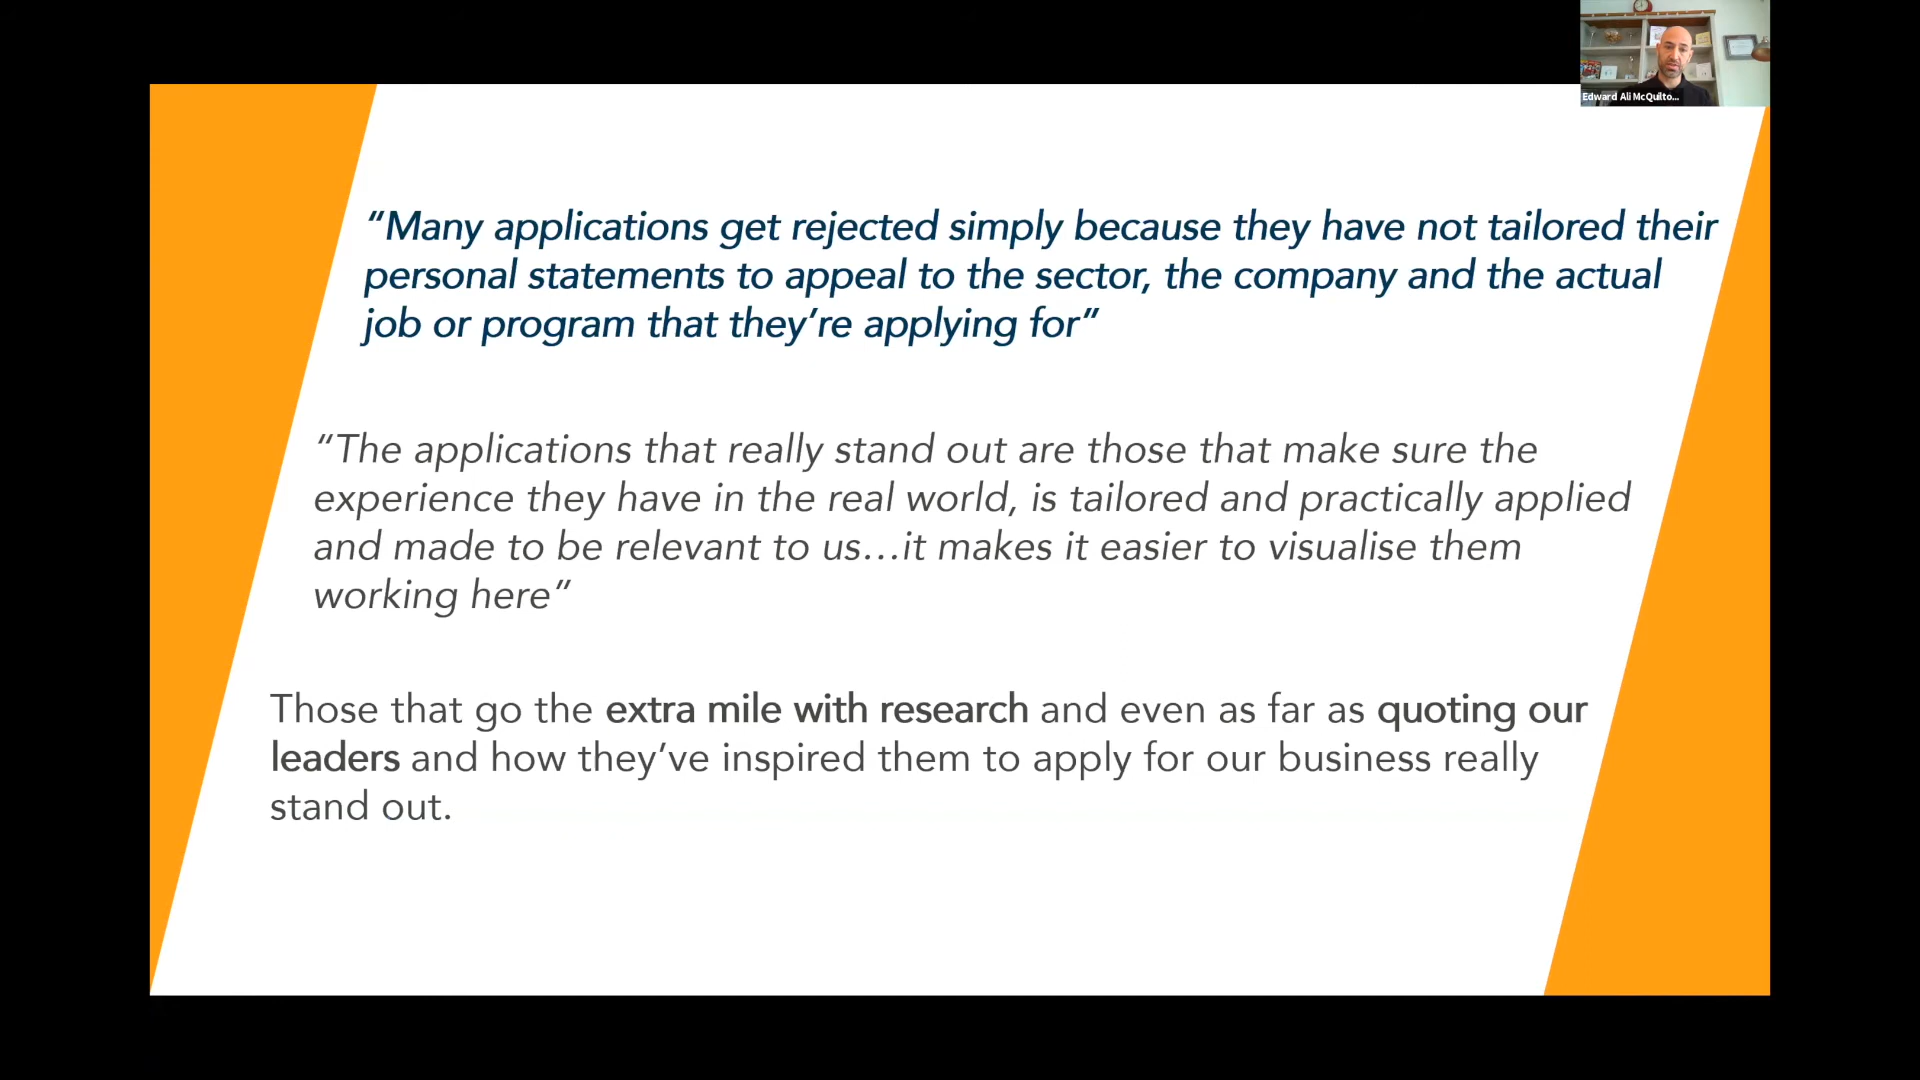 Edward Ali McQuilto...
“Many applications get rejected simply because they have not tailored their
personal statements to appeal to the sector, the company and the actual
job or program that they’re applying for”
“The applications that really stand out are those that make sure the
experience they have in the real world, is tailored and practically applied
and made to be relevant to us…it makes it easier to visualise them
working here”
Those that go the extra mile with research and even as far as quoting our
leaders and how they’ve inspired them to apply for our business really
stand out.